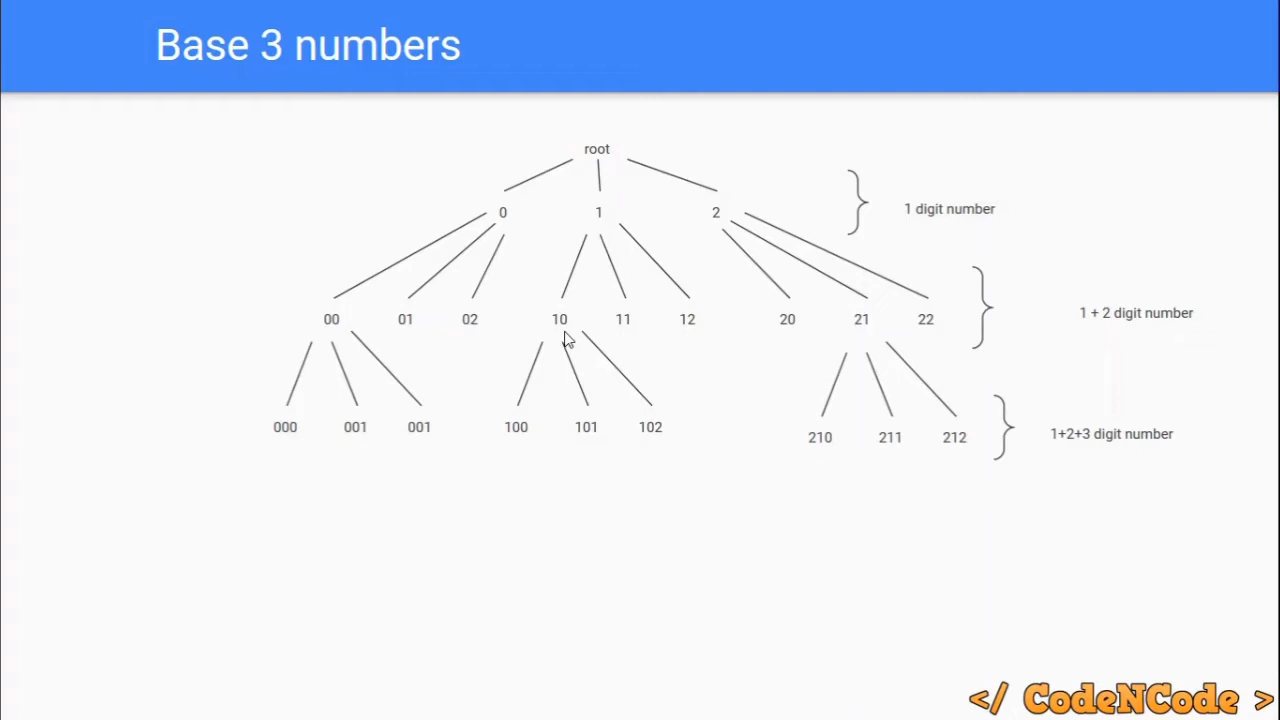 Base 3 numbers
root
0 1 2
1 digit number
00 01 02 10 11 12 20 21 22
1 + 2 digit number
000 001 001 100 101 102 210 211 212
1+2+3 digit number
</ CodeNCode >